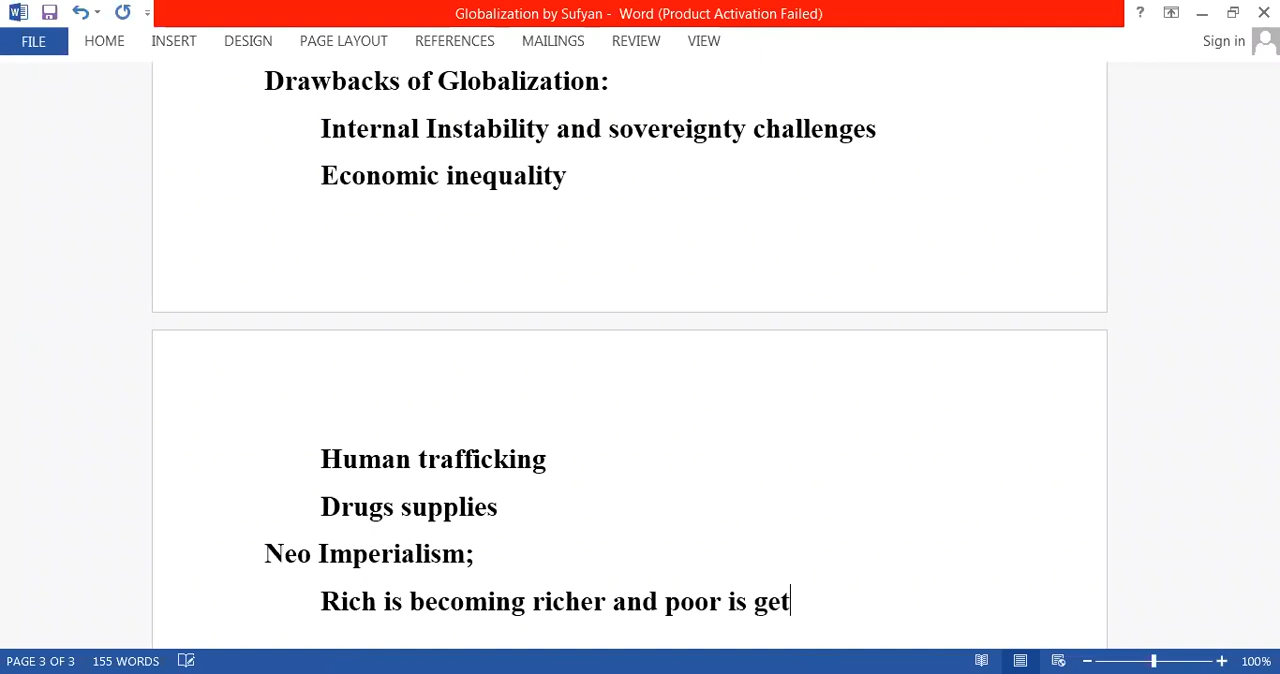 Globalization by Sufyan - Word (Product Activation Failed)
?
FILE HOME INSERT DESIGN PAGE LAYOUT REFERENCES MAILINGS REVIEW VIEW Sign in
Drawbacks of Globalization:
Internal Instability and sovereignty challenges
Economic inequality
Human trafficking
Drugs supplies
Neo Imperialism;
Rich is becoming richer and poor is get
PAGE 3 OF 3 155 WORDS 100%